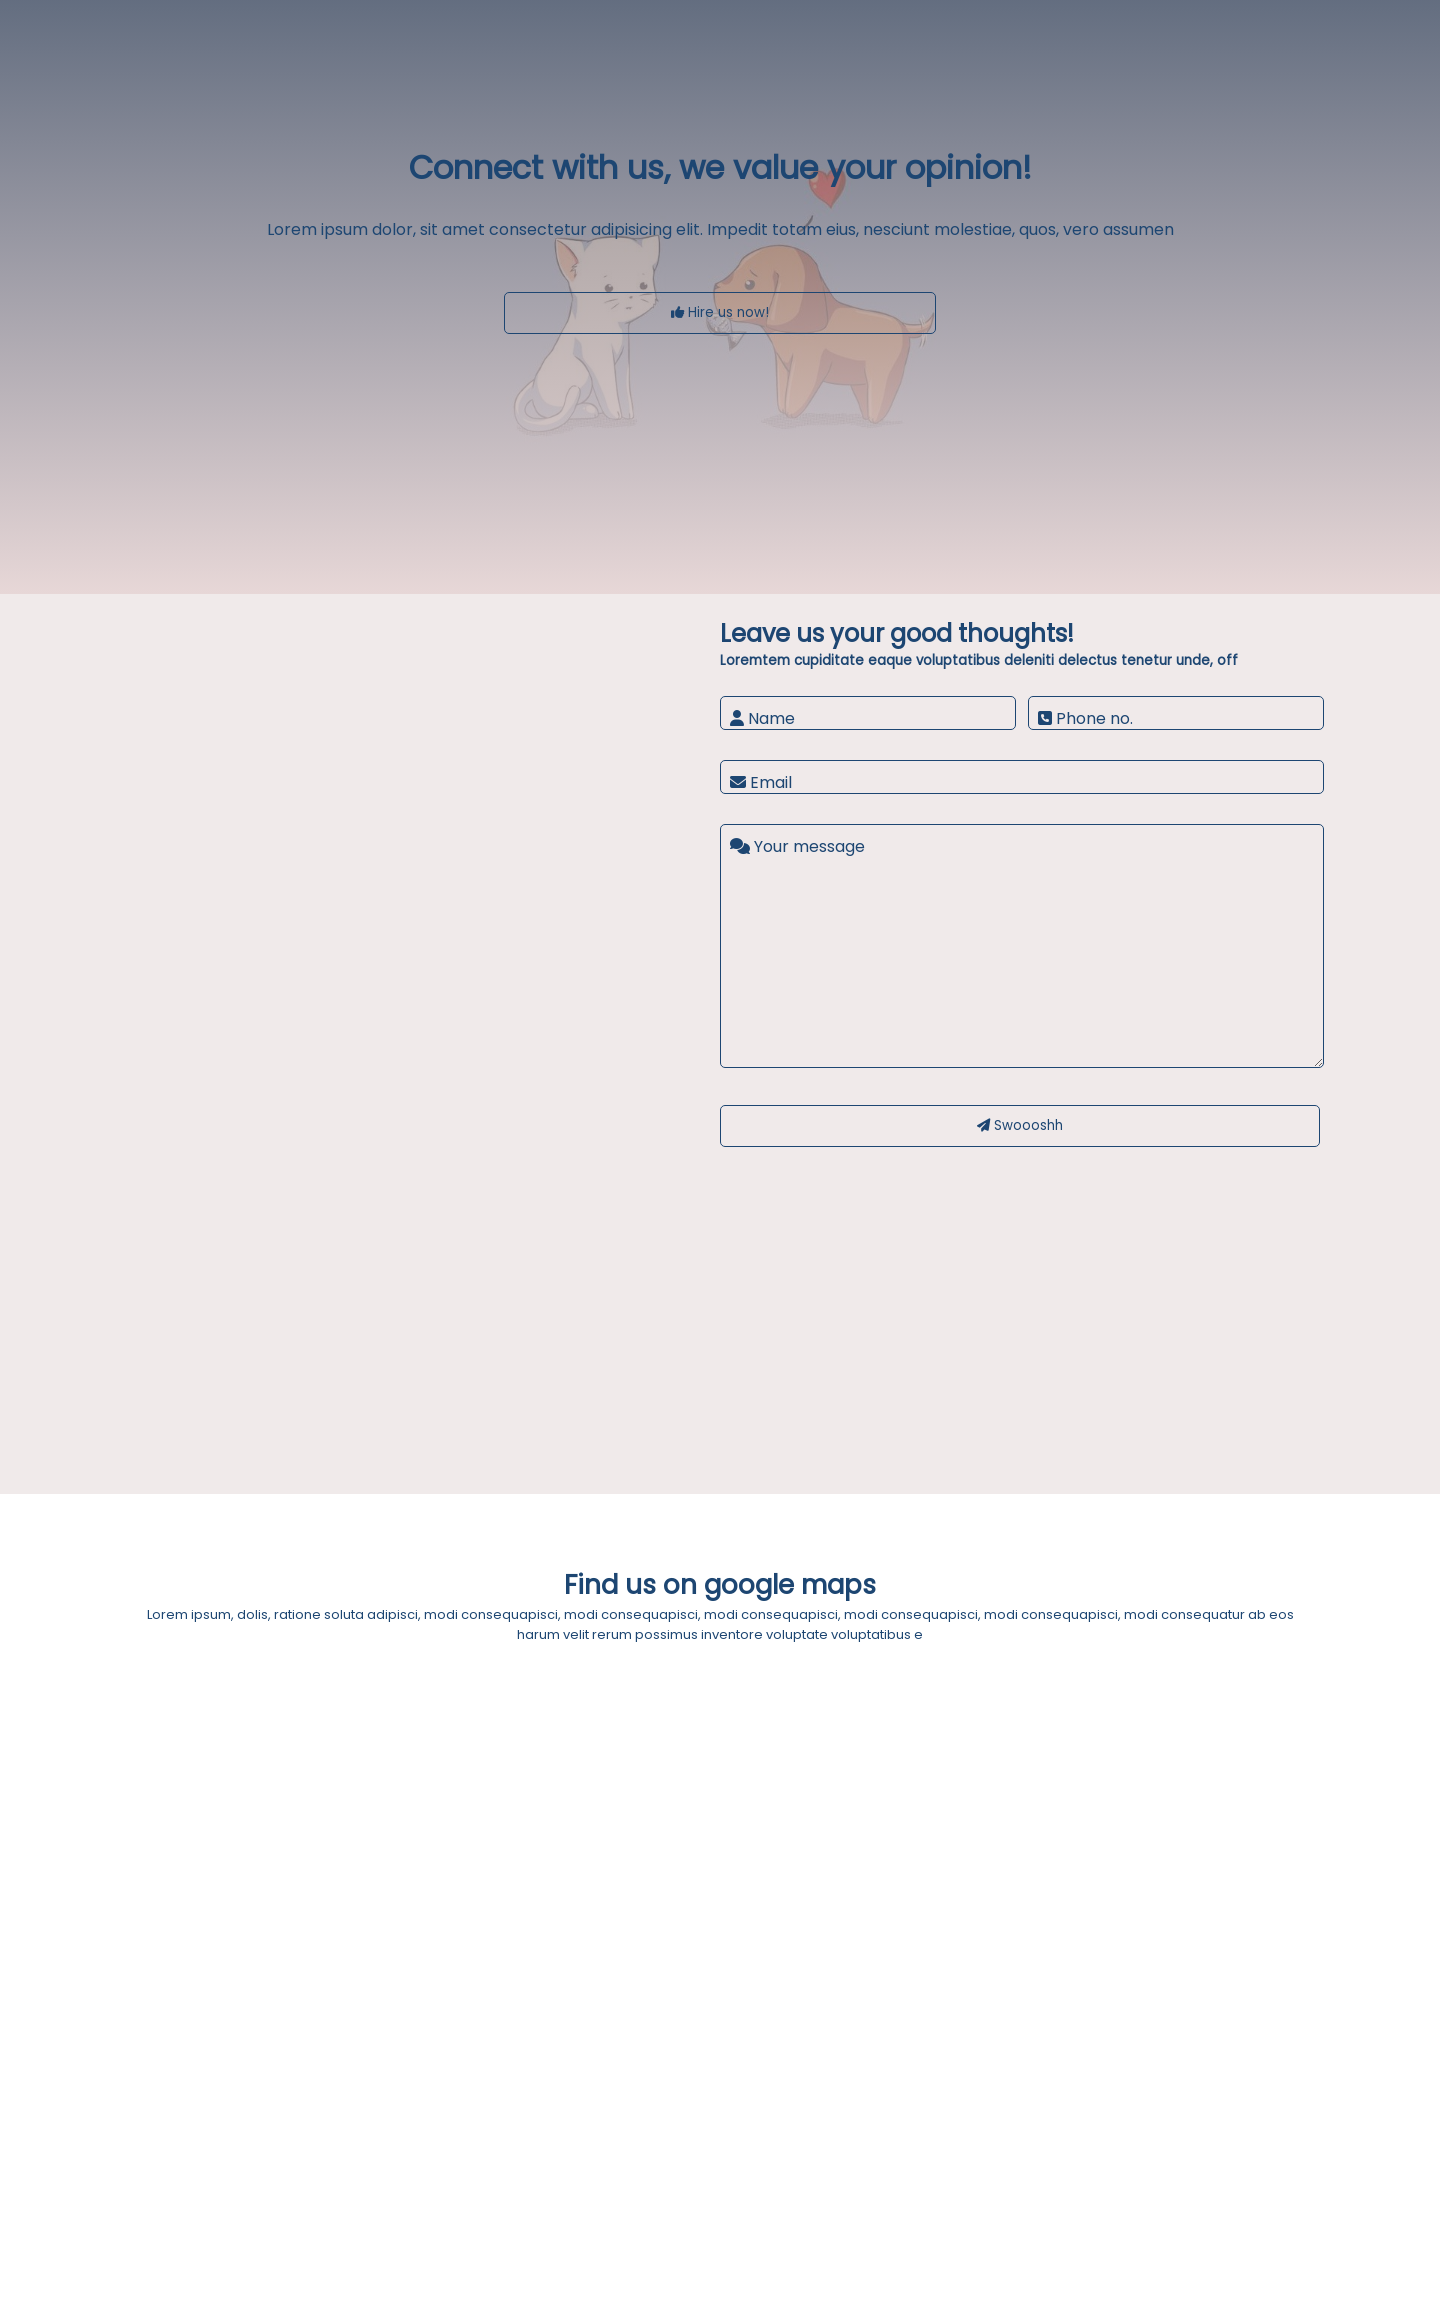 Connect with us, we value your opinion!
Lorem ipsum dolor, sit amet consectetur adipisicing elit. Impedit totam eius, nesciunt molestiae, quos, vero assumen
Hire us now!
Leave us your good thoughts!
Loremtem cupiditate eaque voluptatibus deleniti delectus tenetur unde, off
Name
Phone no.
Email
Your message
Swoooshh
Find us on google maps
Lorem ipsum, dolis, ratione soluta adipisci, modi consequapisci, modi consequapisci, modi consequapisci, modi consequapisci, modi consequapisci, modi consequatur ab eos
harum velit rerum possimus inventore voluptate voluptatibus e